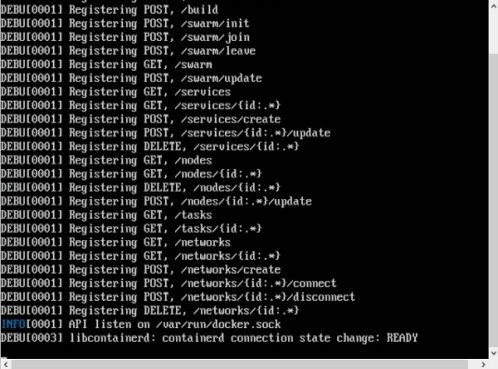 DEBU[0001] Registering POST, /build
DEBU[0001] Registering POST, /swarm/init
DEBU[0001] Registering POST, /swarm/join
DEBU[0001] Registering POST, /swarm/leave
DEBU[0001] Registering GET, /swarm
DEBU[0001] Registering POST, /swarm/update
DEBU[0001] Registering GET, /services
DEBU[0001] Registering GET, /services/{id:.*}
DEBU[0001] Registering POST, /services/create
DEBU[0001] Registering POST, /services/{id:.*}/update
DEBU[0001] Registering DELETE, /services/{id:.*}
DEBU[0001] Registering GET, /nodes
DEBU[0001] Registering GET, /nodes/{id:.*}
DEBU[0001] Registering DELETE, /nodes/{id:.*}
DEBU[0001] Registering POST, /nodes/{id:.*}/update
DEBU[0001] Registering GET, /tasks
DEBU[0001] Registering GET, /tasks/{id:.*}
DEBU[0001] Registering GET, /networks
DEBU[0001] Registering GET, /networks/{id:.*}
DEBU[0001] Registering POST, /networks/create
DEBU[0001] Registering POST, /networks/{id:.*}/connect
DEBU[0001] Registering POST, /networks/{id:.*}/disconnect
DEBU[0001] Registering DELETE, /networks/{id:.*}
INFO[0001] API listen on /var/run/docker.sock
DEBU[0003] libcontainerd: containerd connection state change: READY